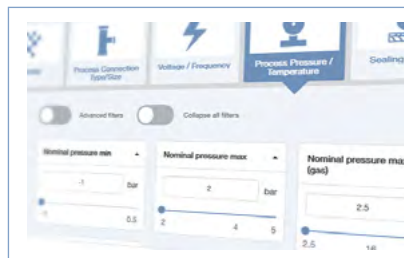 Process Connection
Type/Size
Voltage / Frequency
Process Pressure /
Temperature
Sealing
Advanced filters
Collapse all filters
Nominal pressure min
-1
bar
-1
0.5
Nominal pressure max
2
bar
2
4
5
Nominal pressure max
(gas)
2.5
2.5
16